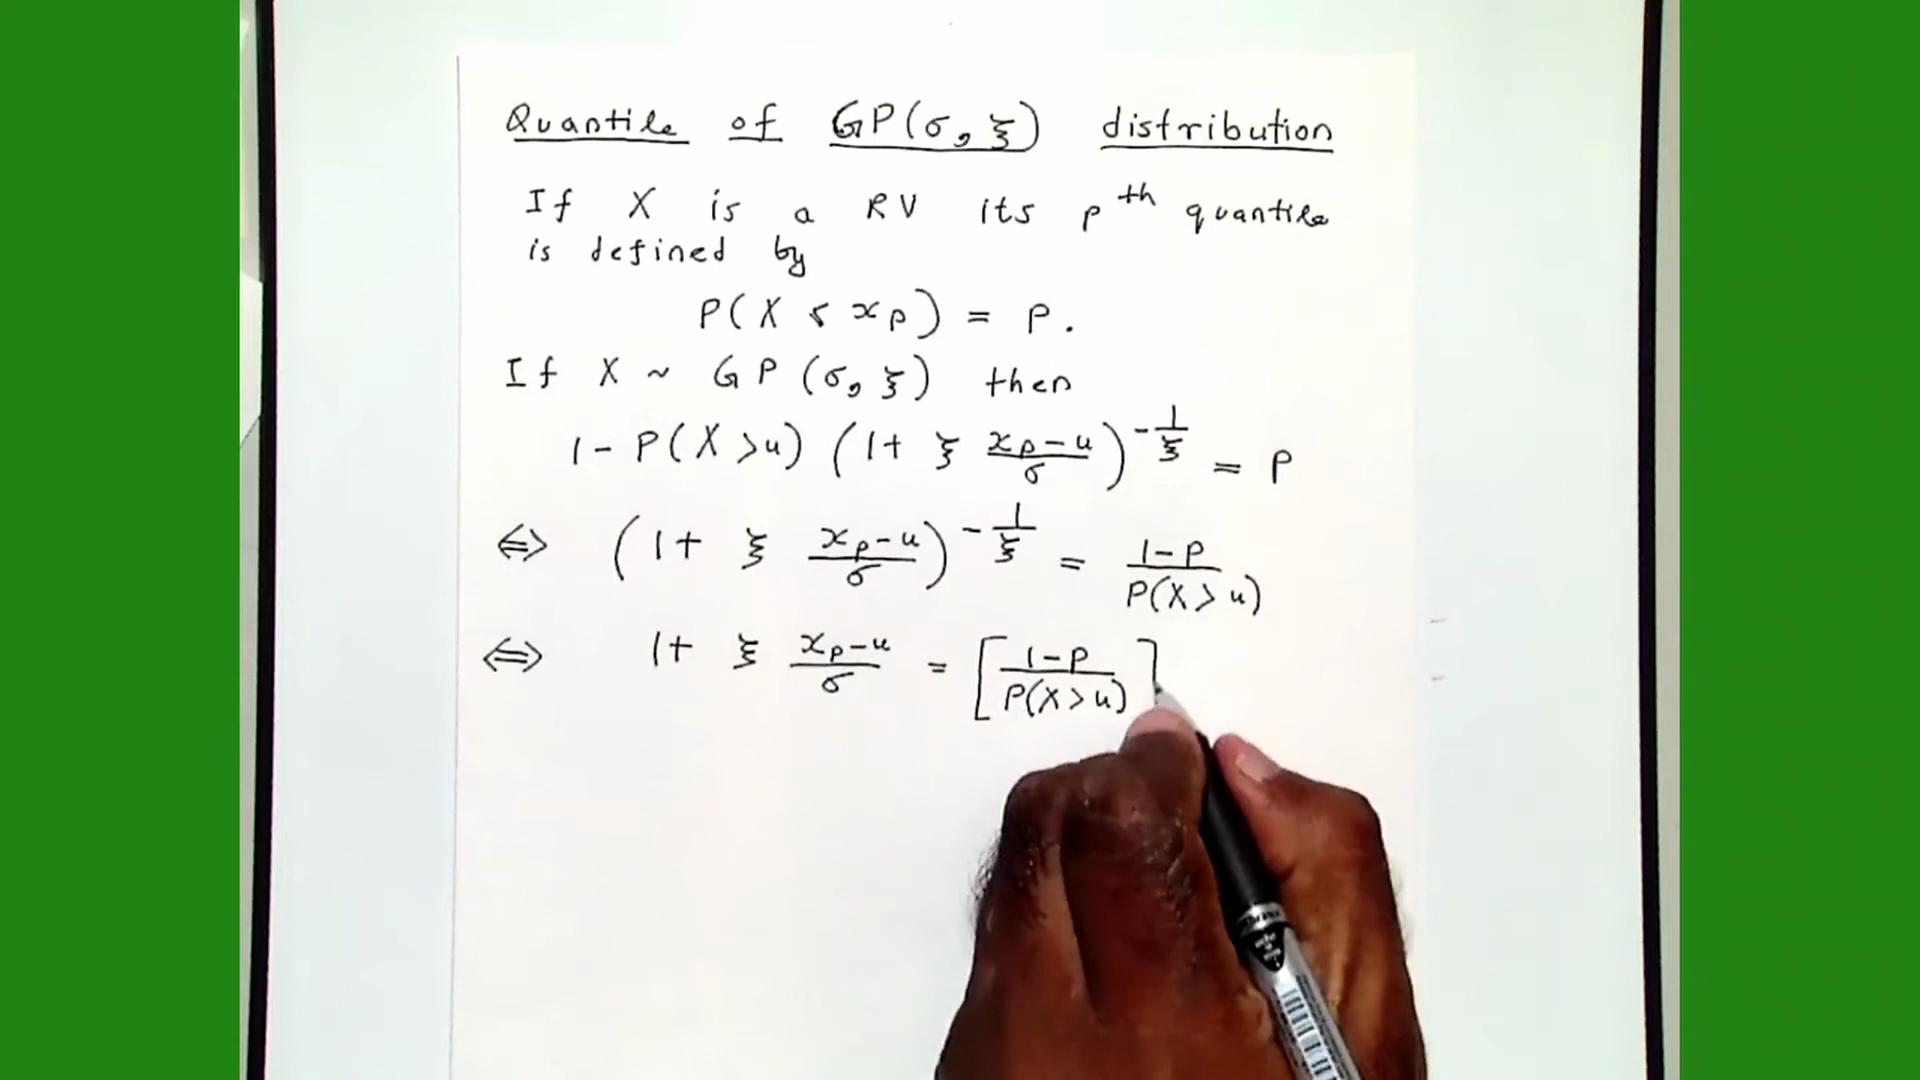 Quantile of GP(σ, ξ) distribution
If X is a RV its p^th quantile
is defined by
P(X < x_p) = p.
If X ~ GP(σ, ξ) then
1 - P(X > u) (1 + ξ (x_p - u)/σ)^(-1/ξ) = p
⇔ (1 + ξ (x_p - u)/σ)^(-1/ξ) = (1 - p)/P(X > u)
⇔ 1 + ξ (x_p - u)/σ = [(1 - p)/P(X > u)]